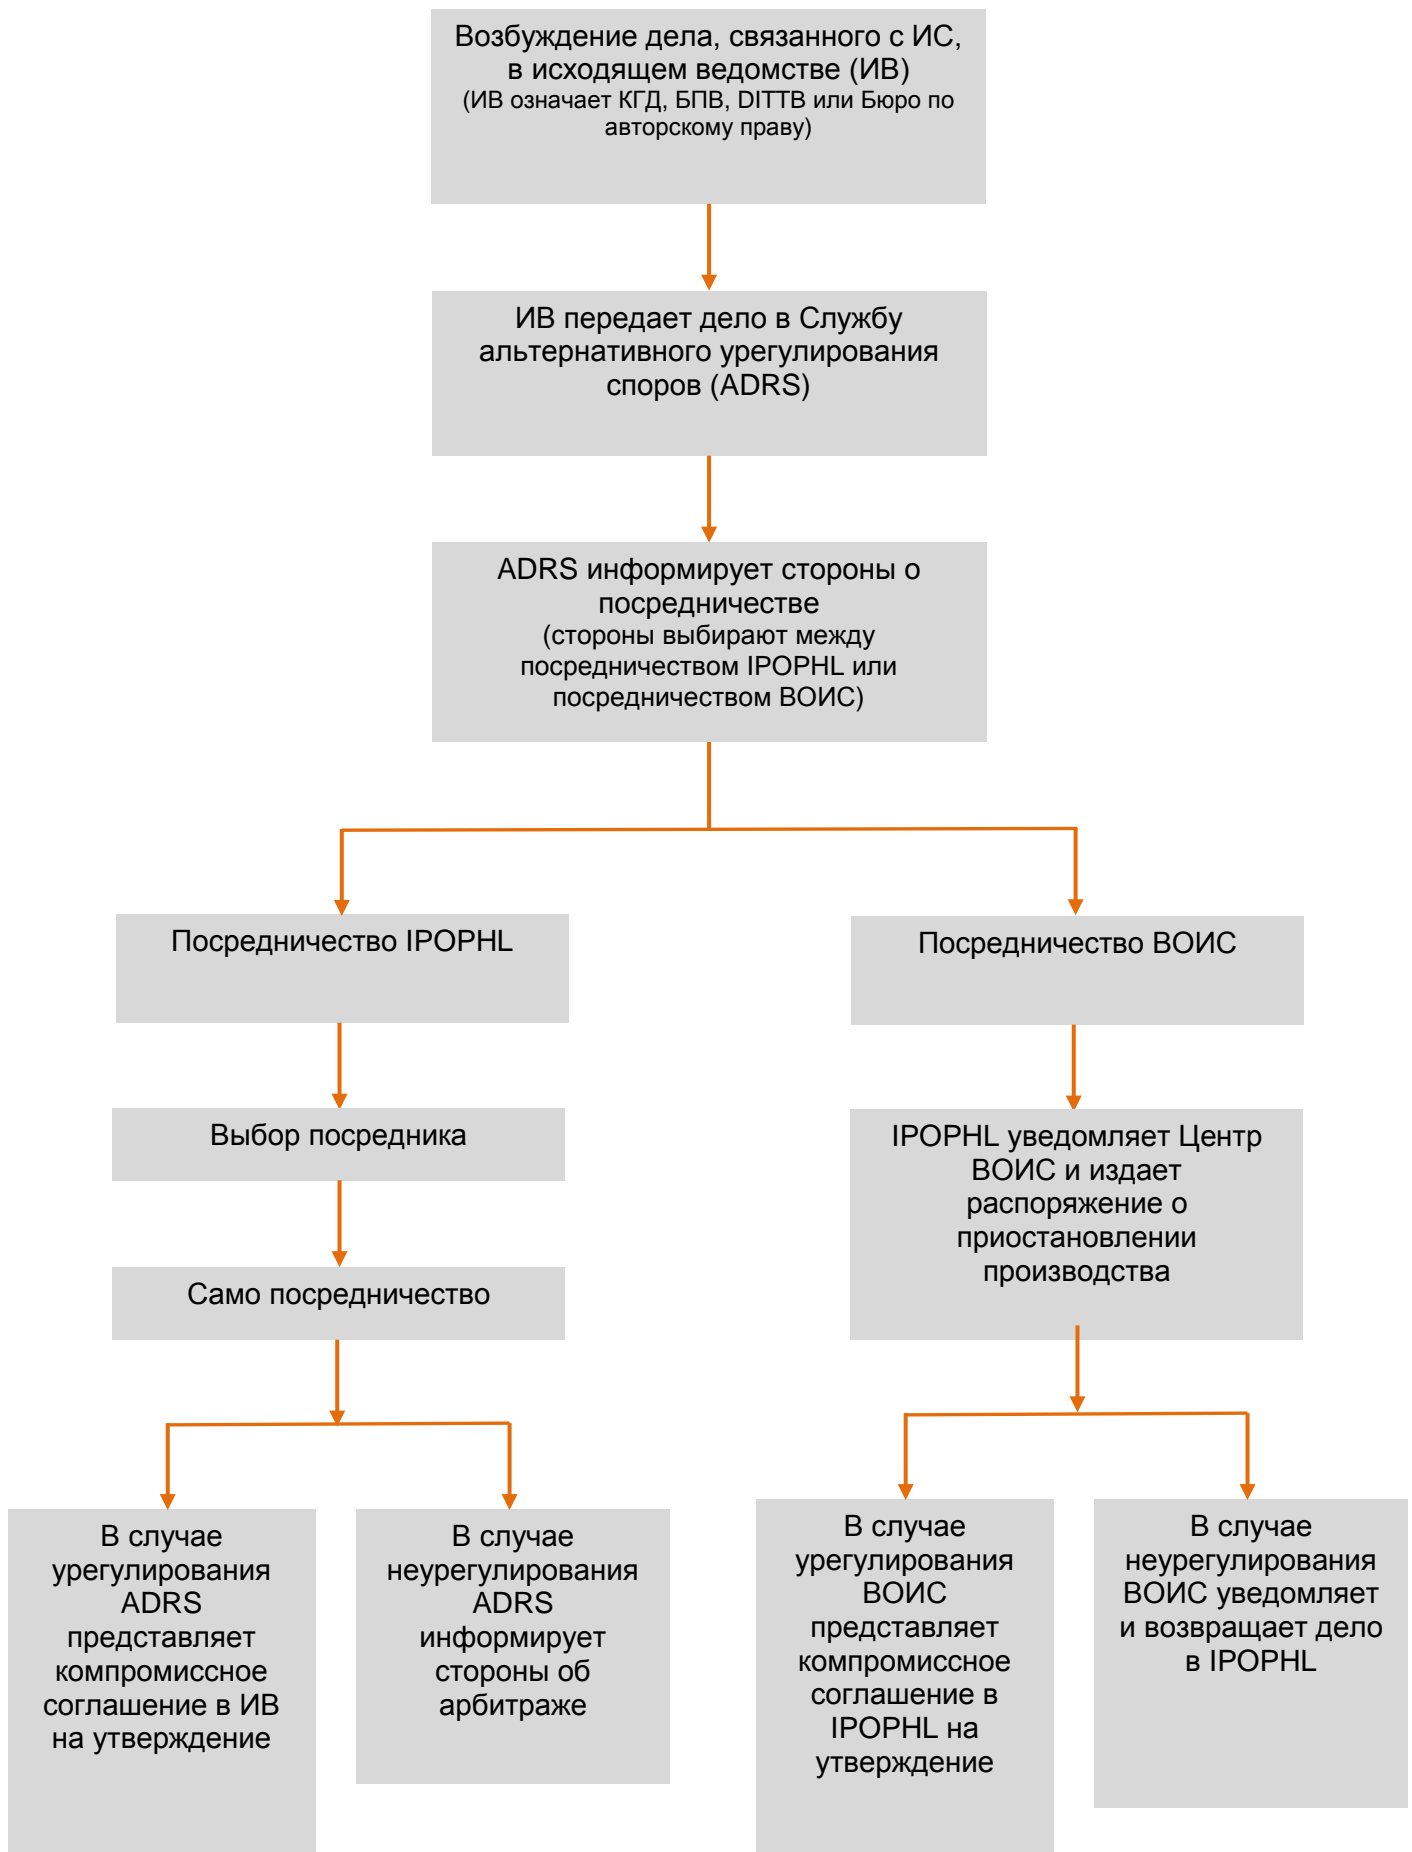 Возбуждение дела, связанного с ИС,
в исходящем ведомстве (ИВ)
(ИВ означает КГД, БПВ, DITTB или Бюро по
авторскому праву)
ИВ передает дело в Службу
альтернативного урегулирования
споров (ADRS)
ADRS информирует стороны о
посредничестве
(стороны выбирают между
посредничеством IPOPHL или
посредничеством ВОИС)
Посредничество IPOPHL
Посредничество ВОИС
Выбор посредника
IPOPHL уведомляет Центр
ВОИС и издает
распоряжение о
приостановлении
производства
Само посредничество
В случае
урегулирования
ADRS
представляет
компромиссное
соглашение в ИВ
на утверждение
В случае
неурегулирования
ADRS
информирует
стороны об
арбитраже
В случае
урегулирования
ВОИС
представляет
компромиссное
соглашение в
IPOPHL на
утверждение
В случае
неурегулирования
ВОИС уведомляет
и возвращает дело
в IPOPHL